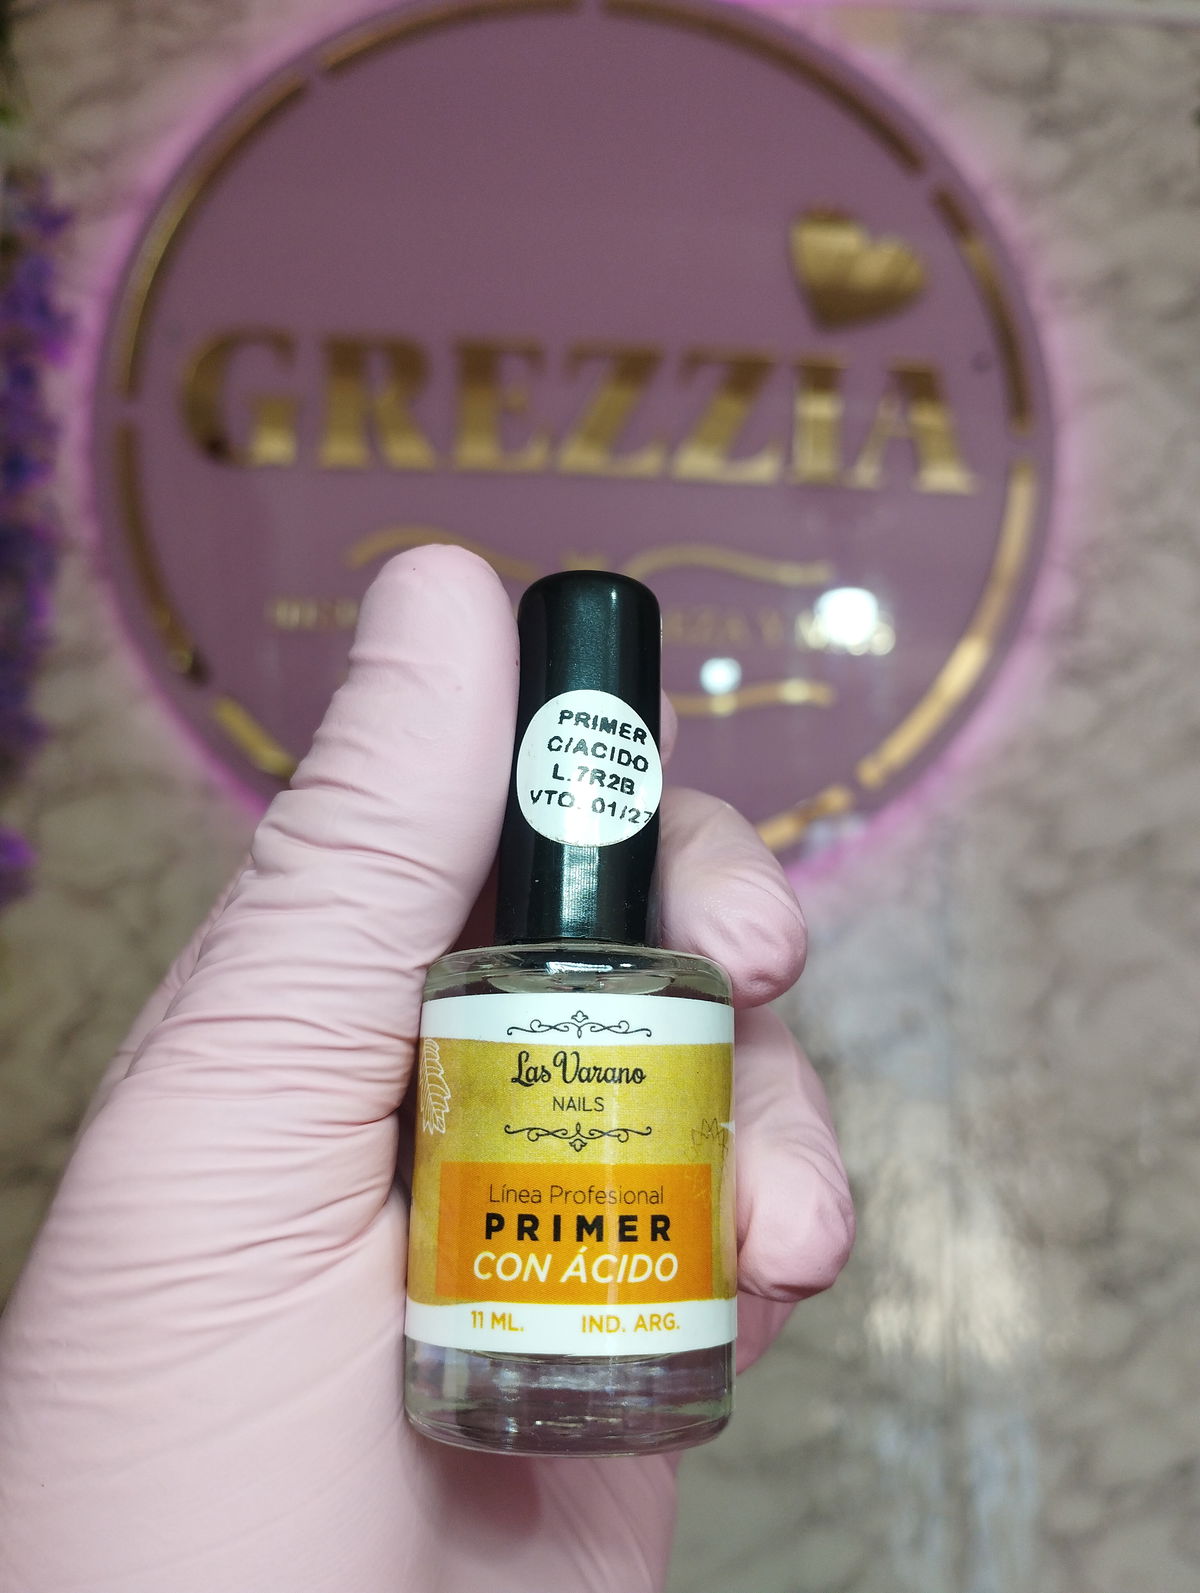 GREZZIA
PRIMER
C/ACIDO
L.7R2B
VTO. 01/27
Las Varano
NAILS
Línea Profesional
PRIMER
CON ÁCIDO
11 ML. IND. ARG.